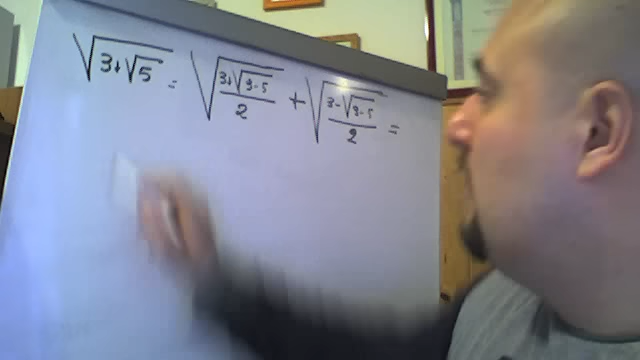 √(3+√5) = √((3+√(9-5))/2) + √((3-√(9-5))/2) =